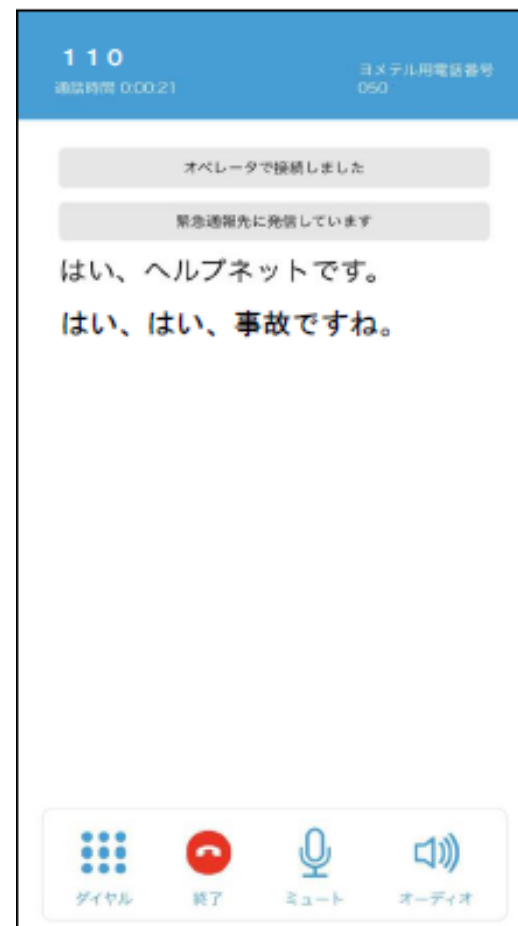 110
通話時間 0:00:21
ヨメテル用電話番号
050
オペレータで接続しました
緊急通報先に発信しています
はい、ヘルプネットです。
はい、はい、事故ですね。
ダイヤル
終了
ミュート
オーディオ